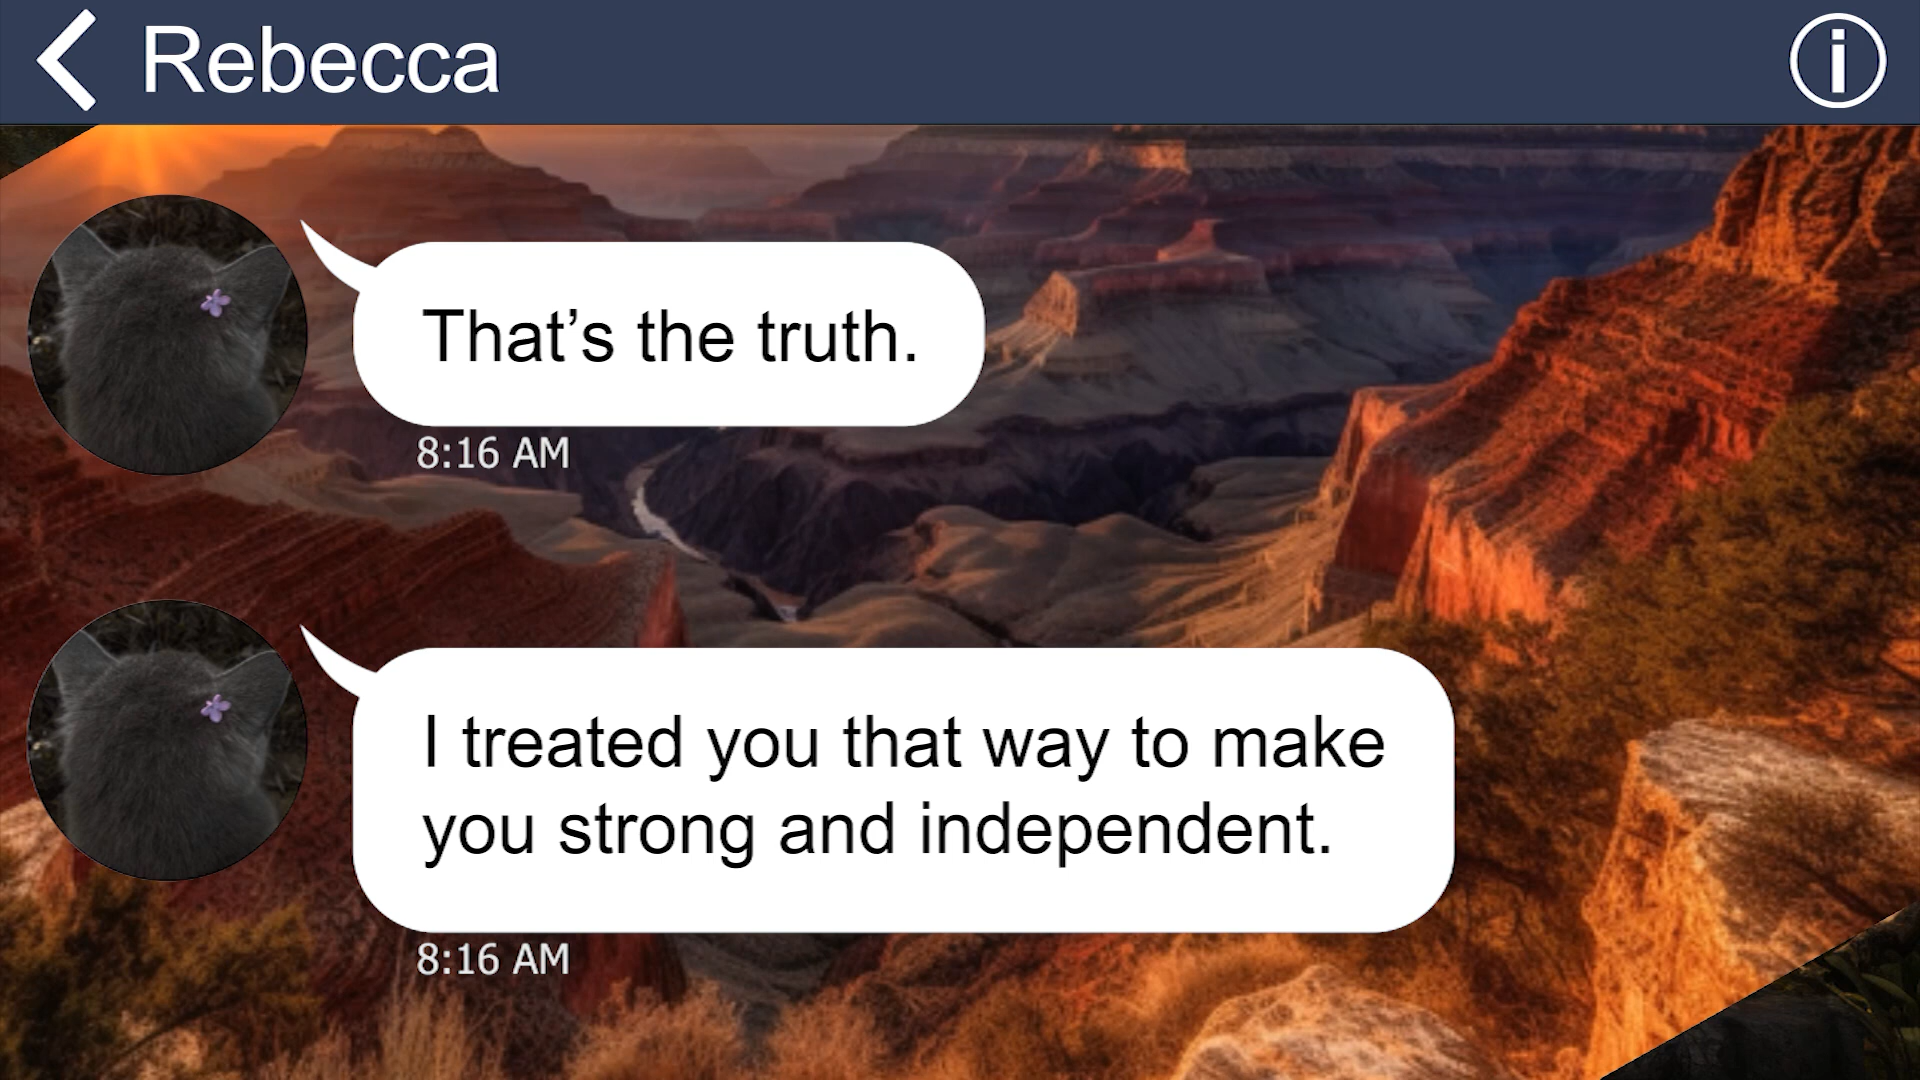 Rebecca
That’s the truth.
8:16 AM
I treated you that way to make
you strong and independent.
8:16 AM